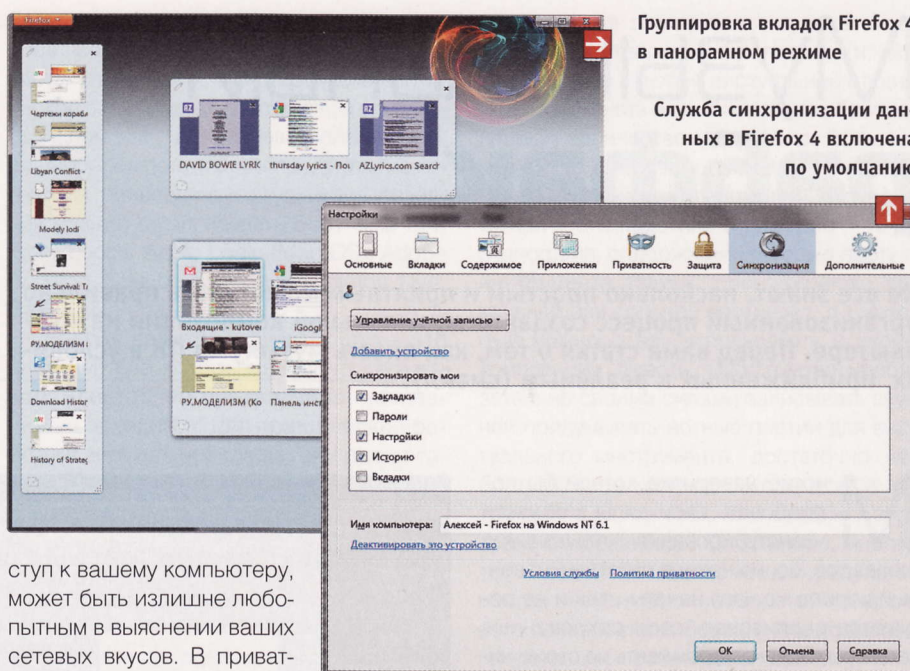 Firefox
Группировка вкладок Firefox 4
в панорамном режиме
Служба синхронизации дан-
ных в Firefox 4 включена
по умолчанию
Чертежи корабл
Libyan Conflict -
Modely lodi
Street Survival: Ta
РУ.МОДЕЛИЗМ (
Download Histor
History of Strateg
DAVID BOWIE LYRIC
thursday lyrics - Пои
AZLyrics.com Search
Входящие - kutover
iGoogl
РУ.МОДЕЛИЗМ (Ко
Панель инст
Настройки
Основные
Вкладки
Содержимое
Приложения
Приватность
Защита
Синхронизация
Дополнительные
Управление учётной записью
Добавить устройство
Синхронизировать мои
Закладки
Пароли
Настройки
Историю
Вкладки
Имя компьютера: Алексей - Firefox на Windows NT 6.1
Деактивировать это устройство
Условия службы Политика приватности
OK Отмена Справка
ступ к вашему компьютеру,
может быть излишне любо-
пытным в выяснении ваших
сетевых вкусов. В приват-